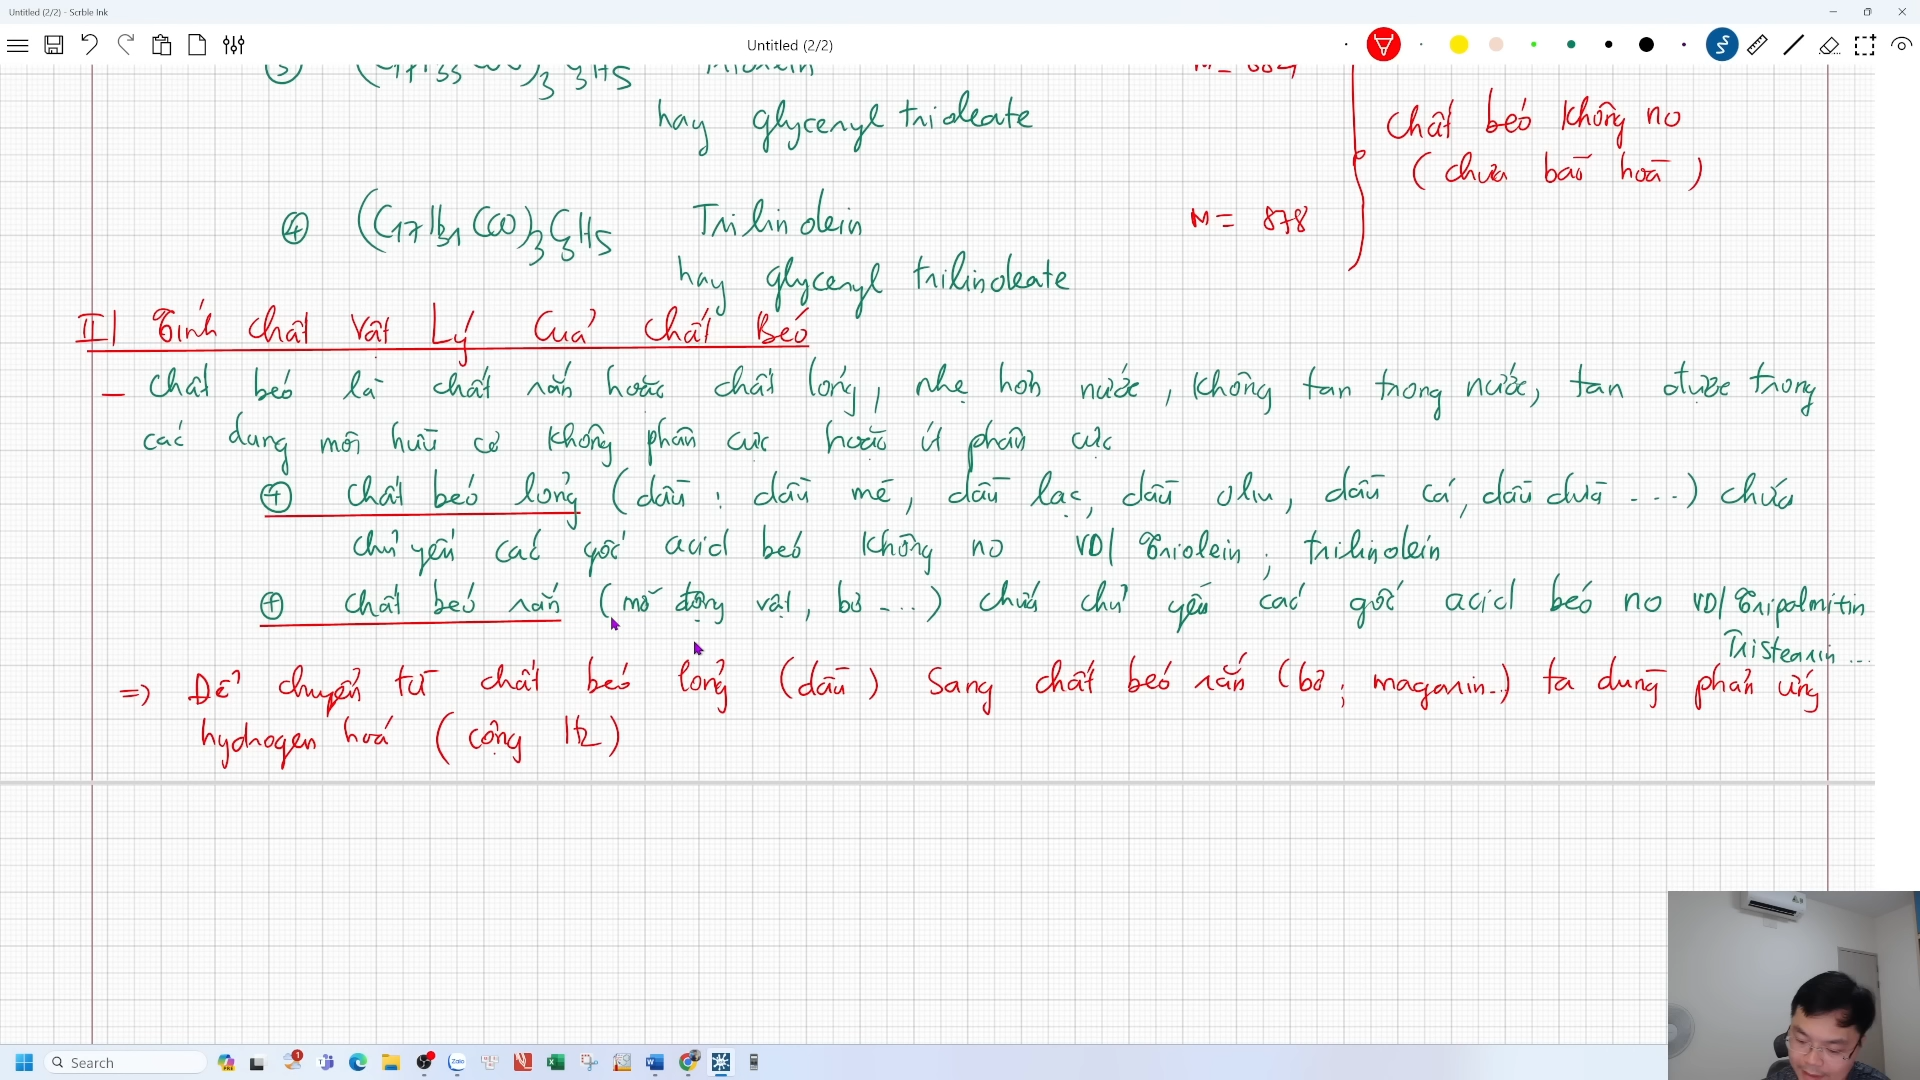 Untitled (2/2) - Scrble Ink
Untitled (2/2)
③ (C17H33COO)3C3H5 Triolein M = 884
hay glyceryl trioleate
Chất béo không no
(chưa bão hoà)
④ (C17H31COO)3C3H5 Trilinolein M = 878
hay glyceryl trilinoleate
II| Tính Chất Vật Lý Của Chất Béo
- Chất béo là chất rắn hoặc chất lỏng, nhẹ hơn nước, không tan trong nước, tan được trong
các dung môi hữu cơ không phân cực hoặc ít phân cực
⊕ Chất béo lỏng (dầu: dầu mè, dầu lạc, dầu oliu, dầu cá, dầu dừa ....) chứa
chủ yếu các gốc acid béo không no VD/ Triolein; trilinolein
⊕ Chất béo rắn (mỡ động vật, bơ ....) chứa chủ yếu các gốc acid béo no VD/ Tripalmitin
Tristearin ...
=) Để chuyển từ chất béo lỏng (dầu) sang chất béo rắn (bơ; magarin..) ta dùng phản ứng
hydrogen hoá (cộng H2)
Search